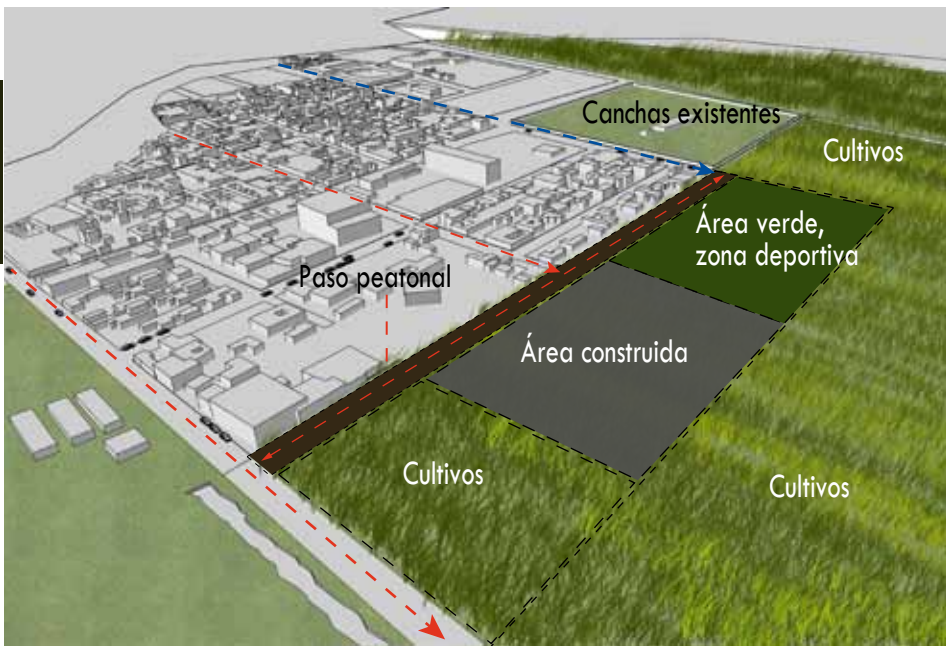 Canchas existentes
Cultivos
Área verde,
zona deportiva
Paso peatonal
Área construida
Cultivos
Cultivos